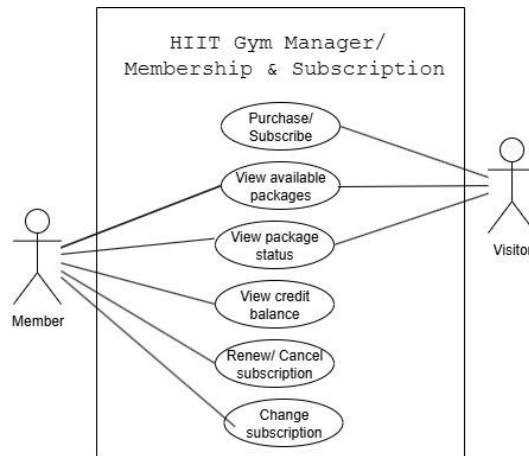 HIIT Gym Manager/
Membership & Subscription
Purchase/
Subscribe
View available
packages
View package
status
Visitor
View credit
balance
Member
Renew/ Cancel
subscription
Change
subscription